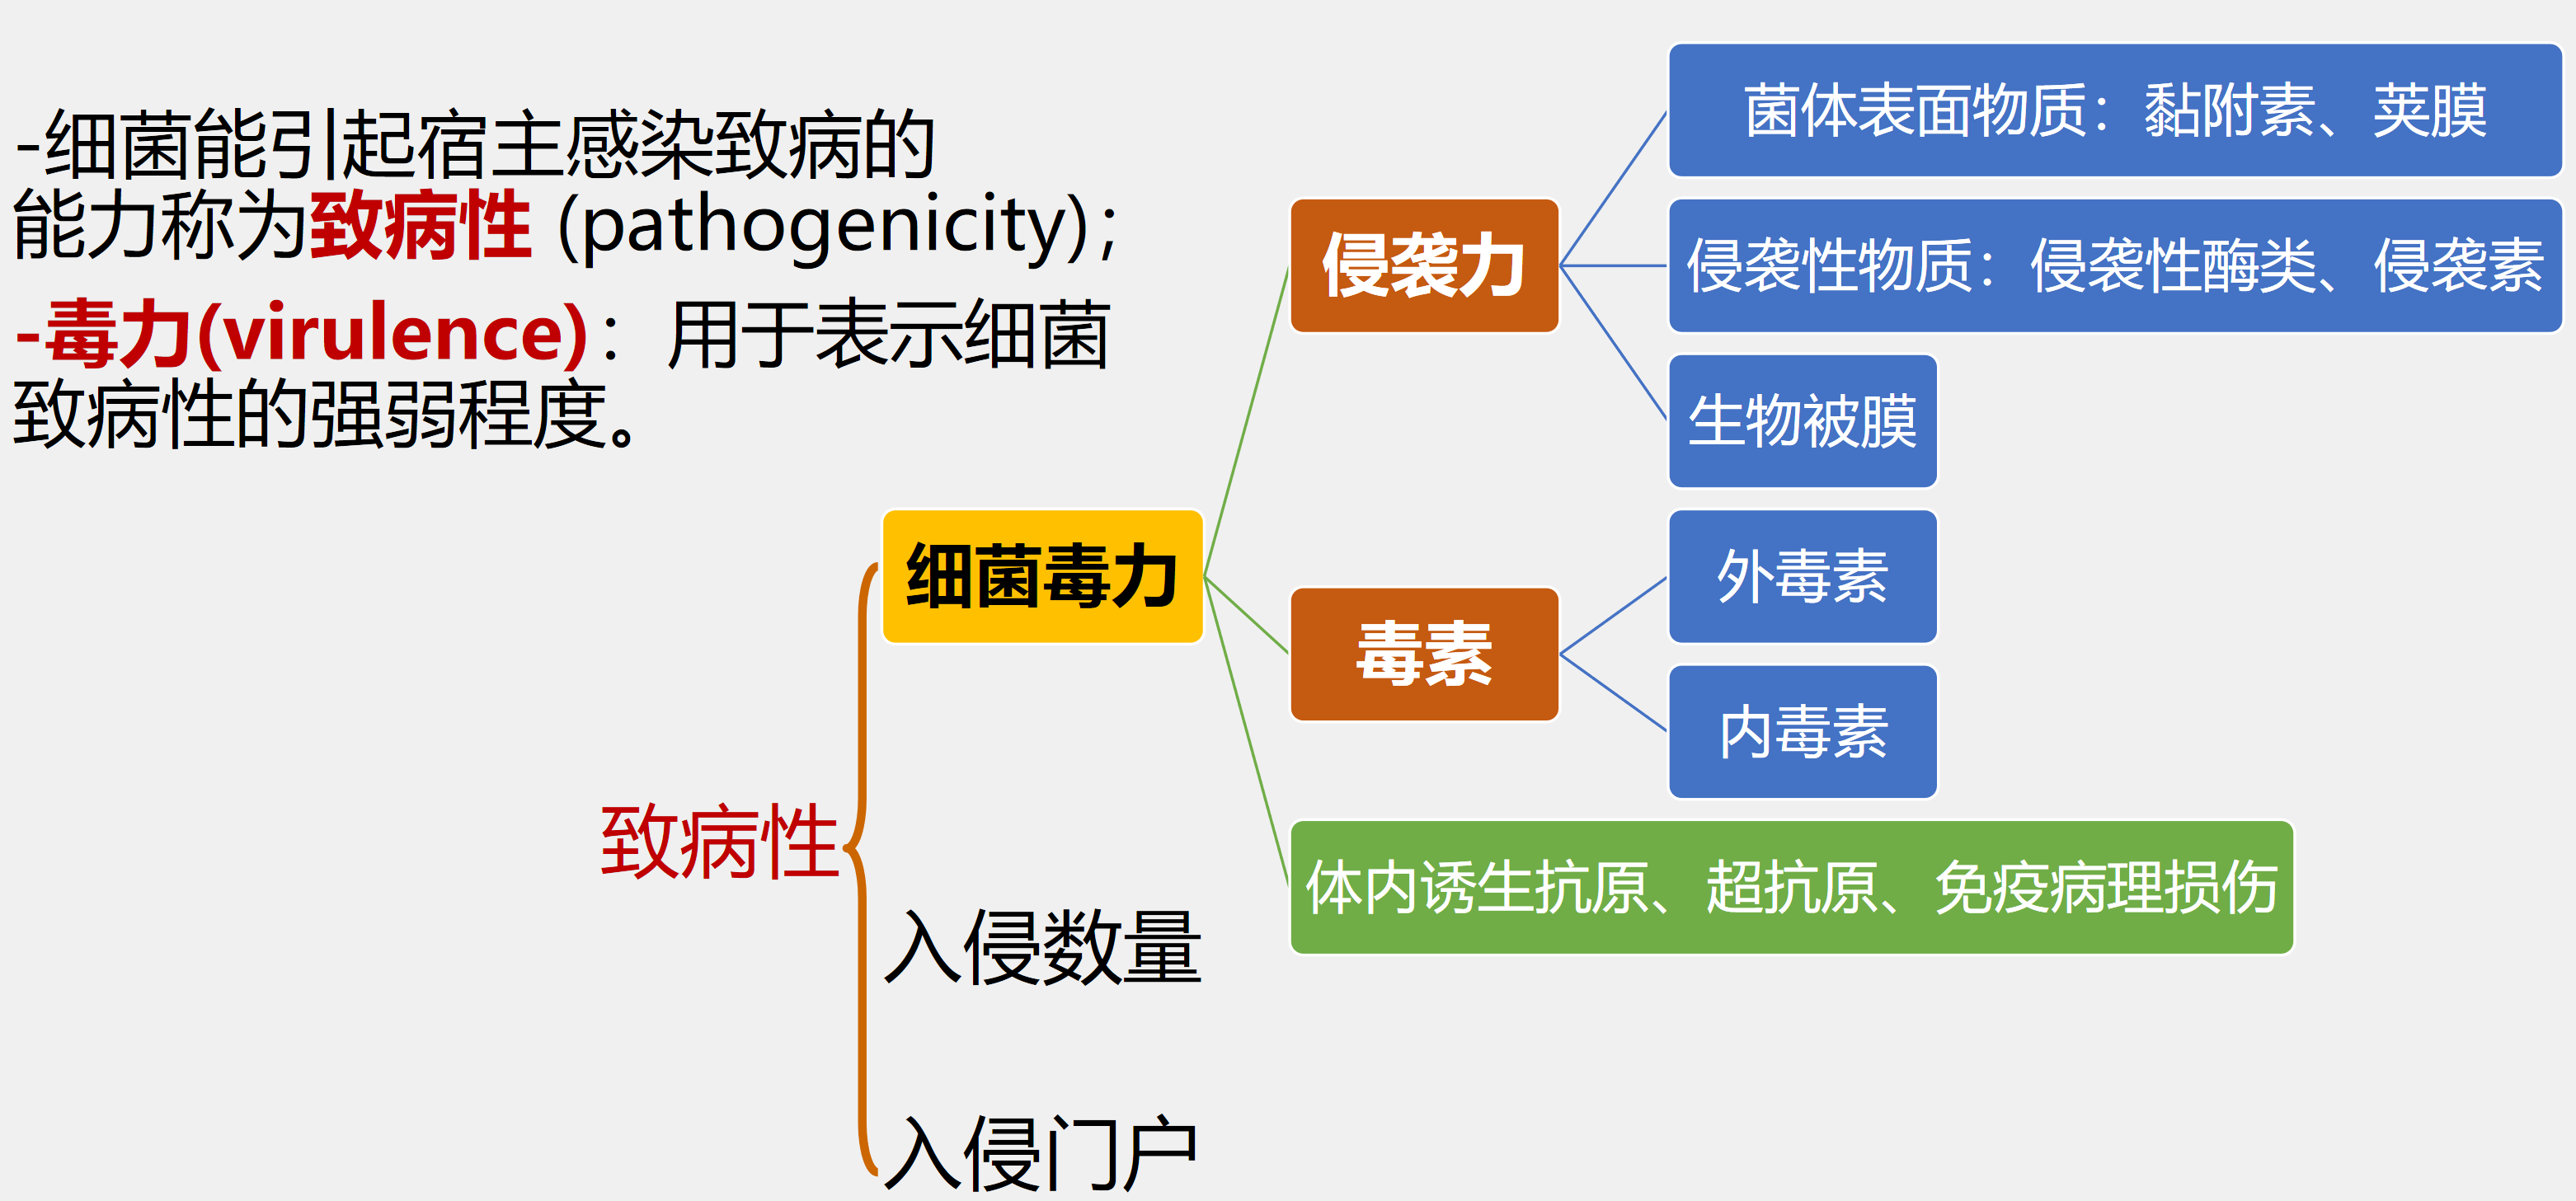 -细菌能引起宿主感染致病的
能力称为致病性 (pathogenicity)；
-毒力(virulence)：用于表示细菌
致病性的强弱程度。
致病性
细菌毒力
入侵数量
入侵门户
侵袭力
菌体表面物质：黏附素、荚膜
侵袭性物质：侵袭性酶类、侵袭素
生物被膜
毒素
外毒素
内毒素
体内诱生抗原、超抗原、免疫病理损伤